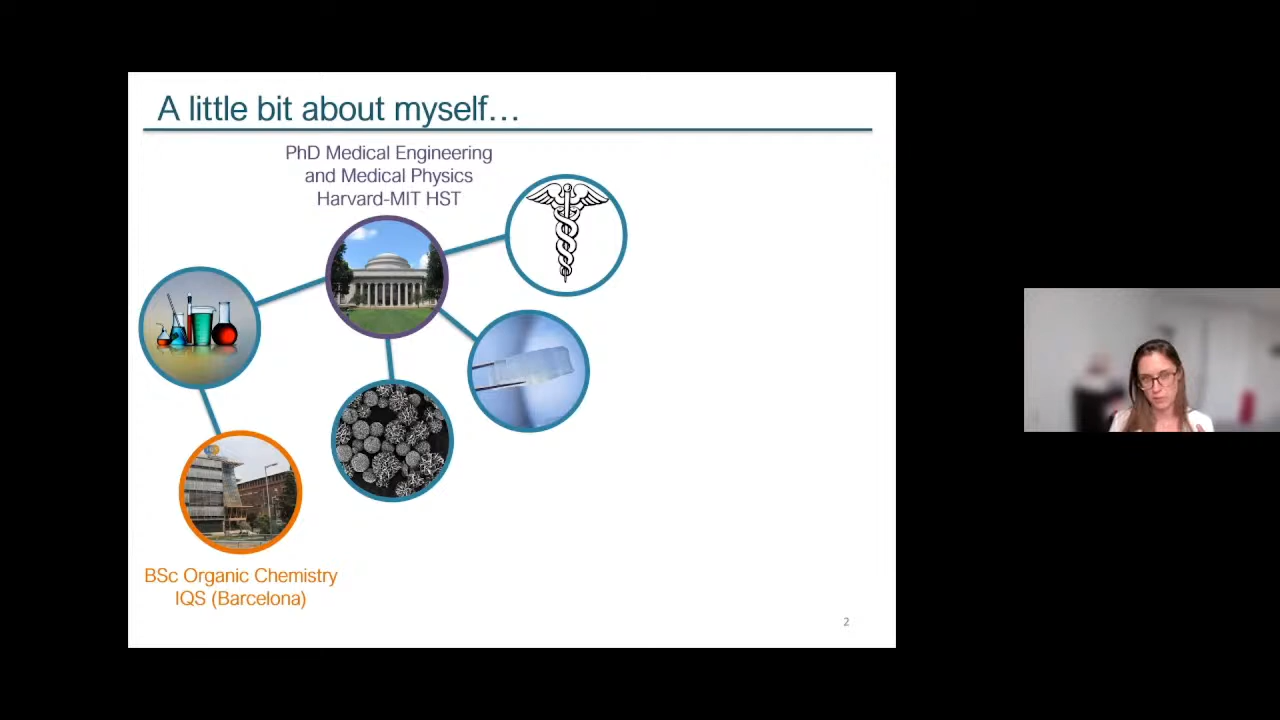 A little bit about myself…
PhD Medical Engineering
and Medical Physics
Harvard-MIT HST
BSc Organic Chemistry
IQS (Barcelona)
2